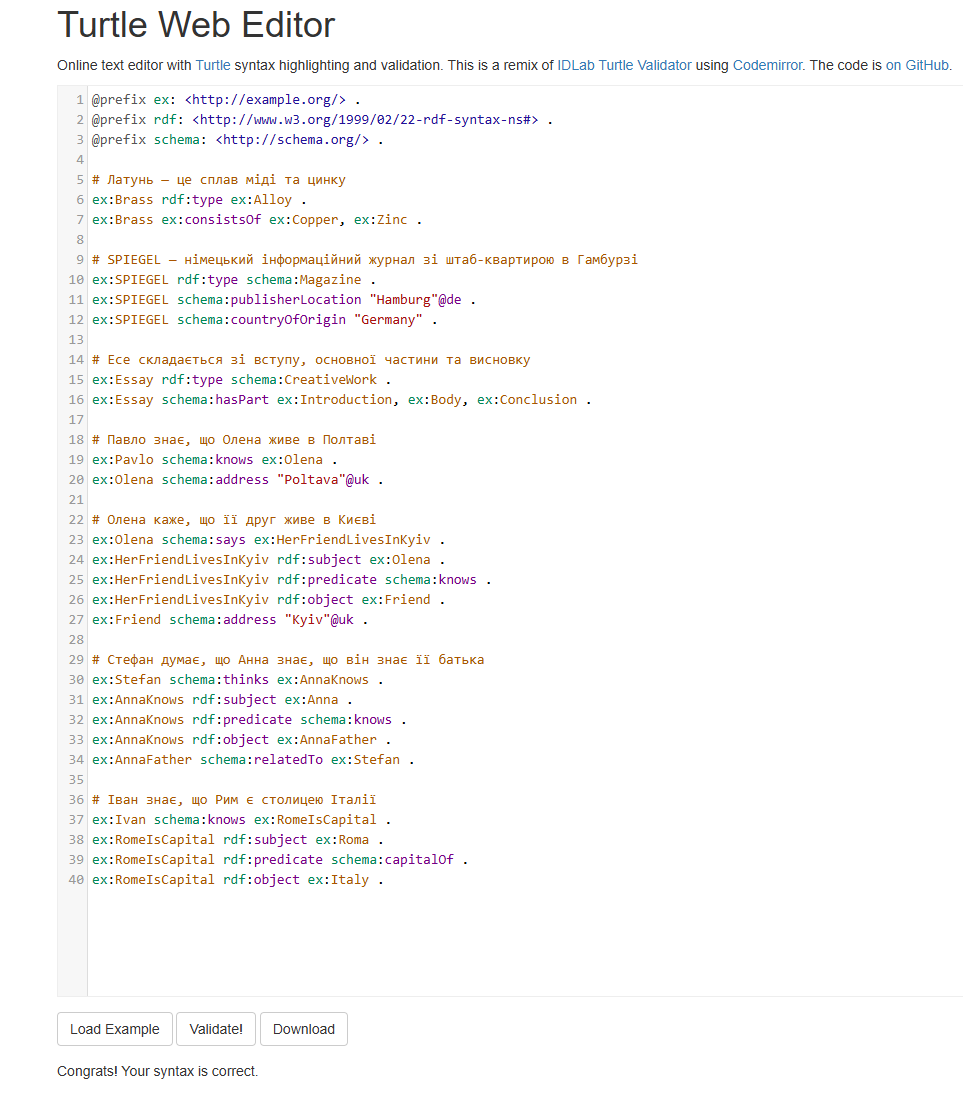 Turtle Web Editor
Online text editor with Turtle syntax highlighting and validation. This is a remix of IDLab Turtle Validator using Codemirror. The code is on GitHub.
1 @prefix ex: <http://example.org/> .
2 @prefix rdf: <http://www.w3.org/1999/02/22-rdf-syntax-ns#> .
3 @prefix schema: <http://schema.org/> .
4
5 # Латунь – це сплав міді та цинку
6 ex:Brass rdf:type ex:Alloy .
7 ex:Brass ex:consistsOf ex:Copper, ex:Zinc .
8
9 # SPIEGEL – німецький інформаційний журнал зі штаб-квартирою в Гамбурзі
10 ex:SPIEGEL rdf:type schema:Magazine .
11 ex:SPIEGEL schema:publisherLocation "Hamburg"@de .
12 ex:SPIEGEL schema:countryOfOrigin "Germany" .
13
14 # Есе складається зі вступу, основної частини та висновку
15 ex:Essay rdf:type schema:CreativeWork .
16 ex:Essay schema:hasPart ex:Introduction, ex:Body, ex:Conclusion .
17
18 # Павло знає, що Олена живе в Полтаві
19 ex:Pavlo schema:knows ex:Olena .
20 ex:Olena schema:address "Poltava"@uk .
21
22 # Олена каже, що її друг живе в Києві
23 ex:Olena schema:says ex:HerFriendLivesInKyiv .
24 ex:HerFriendLivesInKyiv rdf:subject ex:Olena .
25 ex:HerFriendLivesInKyiv rdf:predicate schema:knows .
26 ex:HerFriendLivesInKyiv rdf:object ex:Friend .
27 ex:Friend schema:address "Kyiv"@uk .
28
29 # Стефан думає, що Анна знає, що він знає її батька
30 ex:Stefan schema:thinks ex:AnnaKnows .
31 ex:AnnaKnows rdf:subject ex:Anna .
32 ex:AnnaKnows rdf:predicate schema:knows .
33 ex:AnnaKnows rdf:object ex:AnnaFather .
34 ex:AnnaFather schema:relatedTo ex:Stefan .
35
36 # Іван знає, що Рим є столицею Італії
37 ex:Ivan schema:knows ex:RomeIsCapital .
38 ex:RomeIsCapital rdf:subject ex:Roma .
39 ex:RomeIsCapital rdf:predicate schema:capitalOf .
40 ex:RomeIsCapital rdf:object ex:Italy .
Load Example Validate! Download
Congrats! Your syntax is correct.